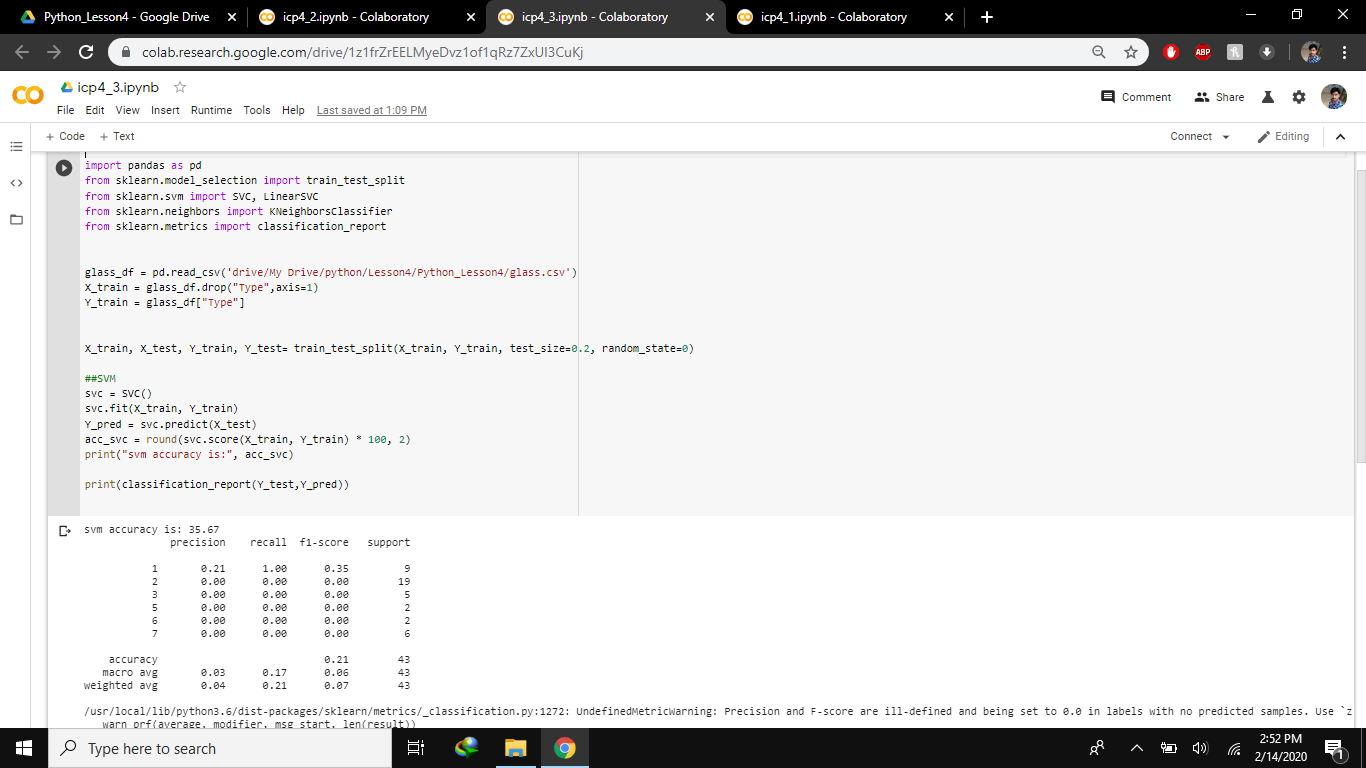 Python_Lesson4 - Google Drive
icp4_2.ipynb - Colaboratory
icp4_3.ipynb - Colaboratory
icp4_1.ipynb - Colaboratory
colab.research.google.com/drive/1z1frZrEELMyeDvz1of1qRz7ZxUI3CuKj
ABP
icp4_3.ipynb
File Edit View Insert Runtime Tools Help Last saved at 1:09 PM
Comment Share
+ Code + Text
Connect Editing
import pandas as pd
from sklearn.model_selection import train_test_split
from sklearn.svm import SVC, LinearSVC
from sklearn.neighbors import KNeighborsClassifier
from sklearn.metrics import classification_report
glass_df = pd.read_csv('drive/My Drive/python/Lesson4/Python_Lesson4/glass.csv')
X_train = glass_df.drop("Type",axis=1)
Y_train = glass_df["Type"]
X_train, X_test, Y_train, Y_test= train_test_split(X_train, Y_train, test_size=0.2, random_state=0)
##SVM
svc = SVC()
svc.fit(X_train, Y_train)
Y_pred = svc.predict(X_test)
acc_svc = round(svc.score(X_train, Y_train) * 100, 2)
print("svm accuracy is:", acc_svc)
print(classification_report(Y_test,Y_pred))
svm accuracy is: 35.67
precision recall f1-score support
1 0.21 1.00 0.35 9
2 0.00 0.00 0.00 19
3 0.00 0.00 0.00 5
5 0.00 0.00 0.00 2
6 0.00 0.00 0.00 2
7 0.00 0.00 0.00 6
accuracy 0.21 43
macro avg 0.03 0.17 0.06 43
weighted avg 0.04 0.21 0.07 43
/usr/local/lib/python3.6/dist-packages/sklearn/metrics/_classification.py:1272: UndefinedMetricWarning: Precision and F-score are ill-defined and being set to 0.0 in labels with no predicted samples. Use `z
_warn_prf(average, modifier, msg_start, len(result))
Type here to search
2:52 PM
2/14/2020
1